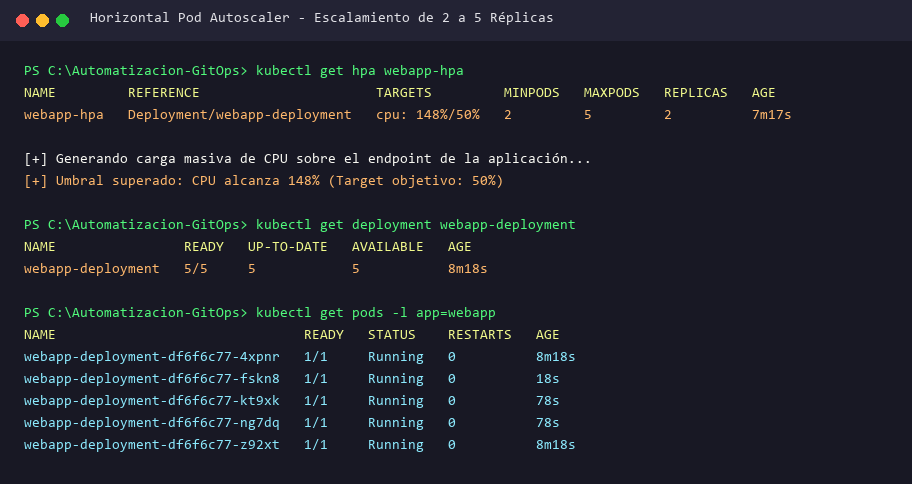 Horizontal Pod Autoscaler - Escalamiento de 2 a 5 Réplicas
PS C:\Automatizacion-GitOps> kubectl get hpa webapp-hpa
NAME REFERENCE TARGETS MINPODS MAXPODS REPLICAS AGE
webapp-hpa Deployment/webapp-deployment cpu: 148%/50% 2 5 2 7m17s
[+] Generando carga masiva de CPU sobre el endpoint de la aplicación...
[+] Umbral superado: CPU alcanza 148% (Target objetivo: 50%)
PS C:\Automatizacion-GitOps> kubectl get deployment webapp-deployment
NAME READY UP-TO-DATE AVAILABLE AGE
webapp-deployment 5/5 5 5 8m18s
PS C:\Automatizacion-GitOps> kubectl get pods -l app=webapp
NAME READY STATUS RESTARTS AGE
webapp-deployment-df6f6c77-4xpnr 1/1 Running 0 8m18s
webapp-deployment-df6f6c77-fskn8 1/1 Running 0 18s
webapp-deployment-df6f6c77-kt9xk 1/1 Running 0 78s
webapp-deployment-df6f6c77-ng7dq 1/1 Running 0 78s
webapp-deployment-df6f6c77-z92xt 1/1 Running 0 8m18s